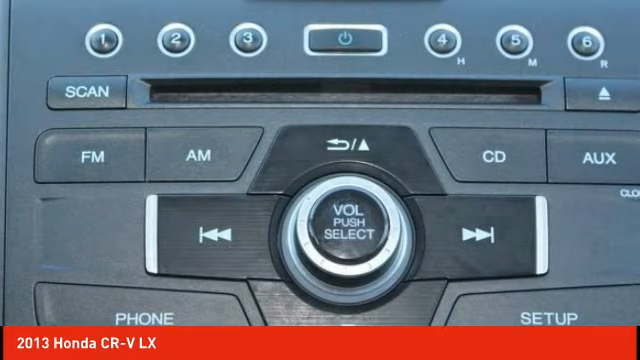 1 2 3 4 5 6
H M R
SCAN
FM AM CD AUX
VOL
PUSH
SELECT
PHONE SETUP
2013 Honda CR-V LX